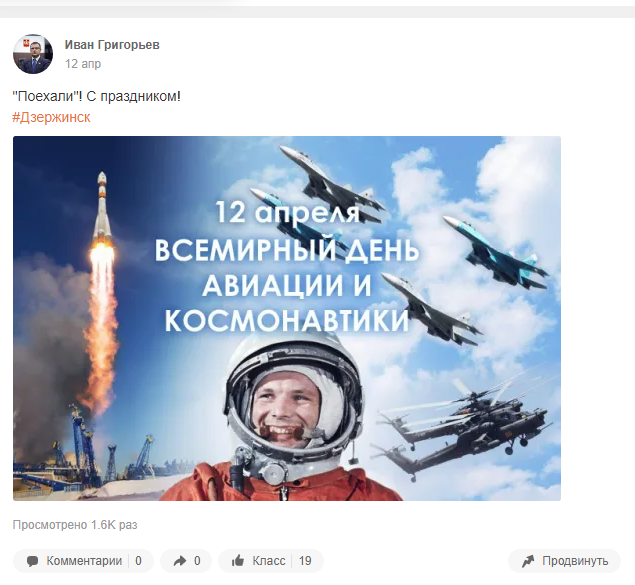 Иван Григорьев
12 апр
"Поехали"! С праздником!
#Дзержинск
12 апреля
ВСЕМИРНЫЙ ДЕНЬ
АВИАЦИИ И
КОСМОНАВТИКИ
Просмотрено 1.6K раз
Комментарии 0
0
Класс 19
Продвинуть